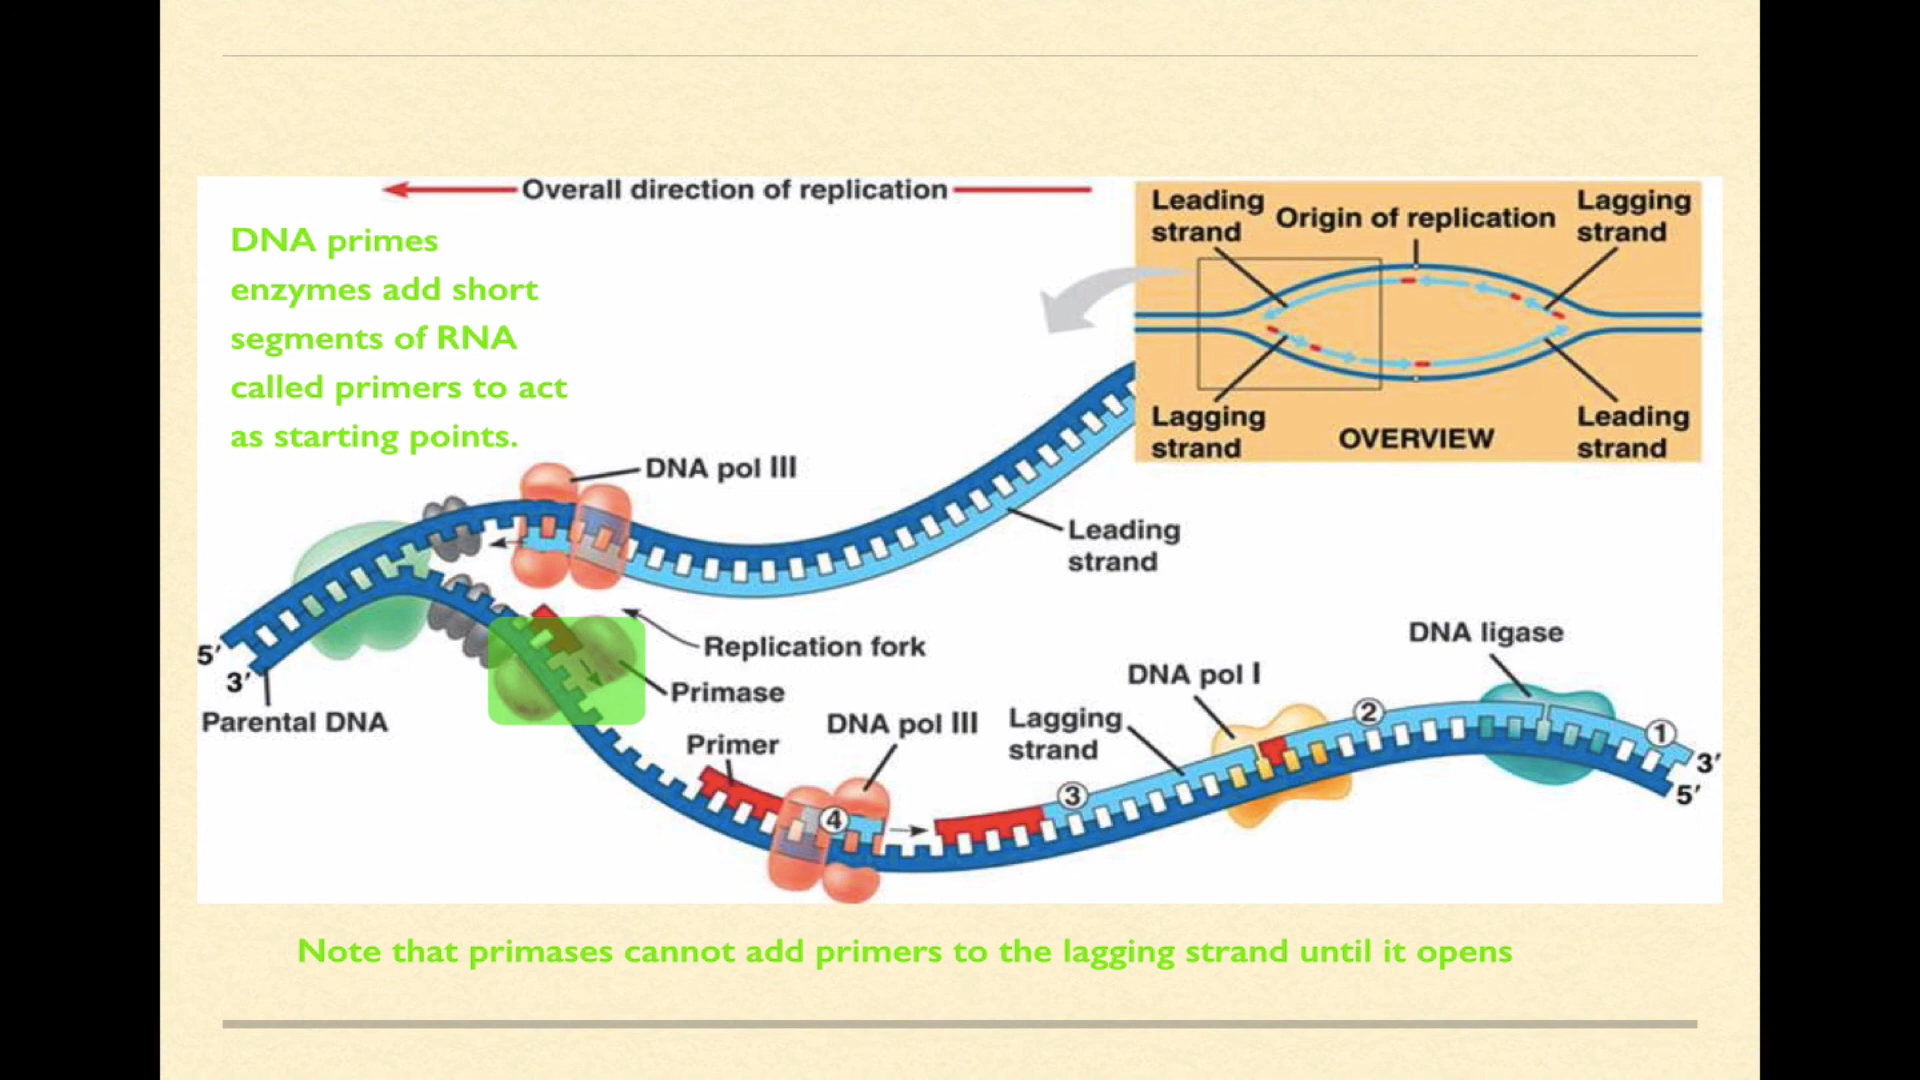 Overall direction of replication
DNA primes
enzymes add short
segments of RNA
called primers to act
as starting points.
Leading
strand
Origin of replication
Lagging
strand
Lagging
strand
OVERVIEW
Leading
strand
DNA pol III
Leading
strand
Replication fork
Primase
5′
3′
Parental DNA
Primer
DNA pol III
Lagging
strand
DNA pol I
DNA ligase
4
3
2
1
3′
5′
Note that primases cannot add primers to the lagging strand until it opens